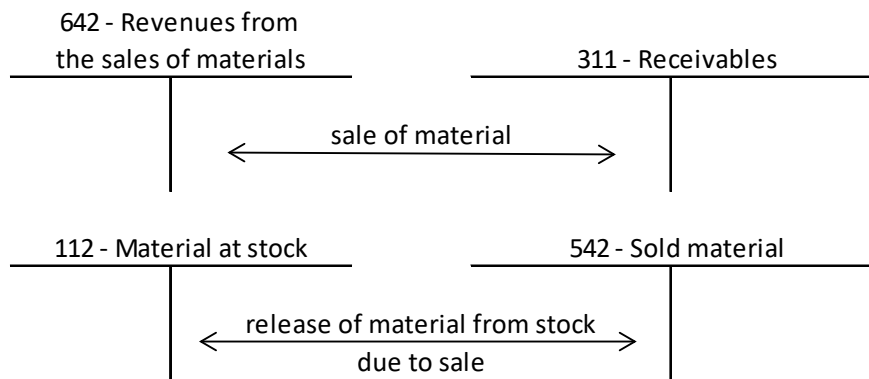 642 - Revenues from
the sales of materials
311 - Receivables
sale of material
112 - Material at stock
542 - Sold material
release of material from stock
due to sale